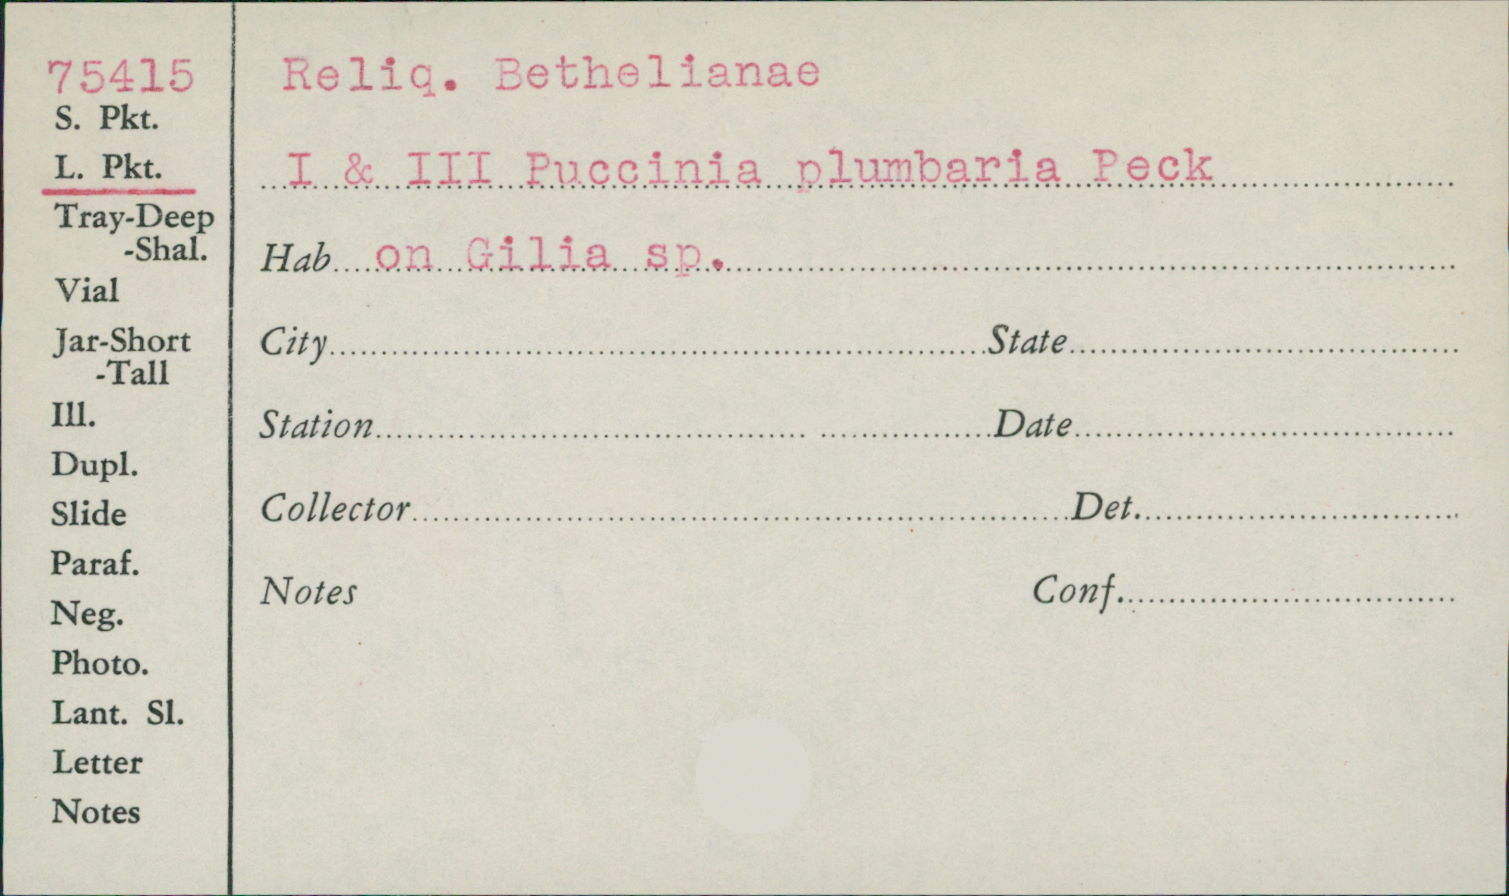 75415
S. Pkt.
L. Pkt.
Tray-Deep
-Shal.
Vial
Jar-Short
-Tall
Ill.
Dupl.
Slide
Paraf.
Neg.
Photo.
Lant. Sl.
Letter
Notes
Reliq. Bethelianae
I & III Puccinia plumbaria Peck
Hab on Gilia sp.
City State
Station Date
Collector Det.
Notes Conf.